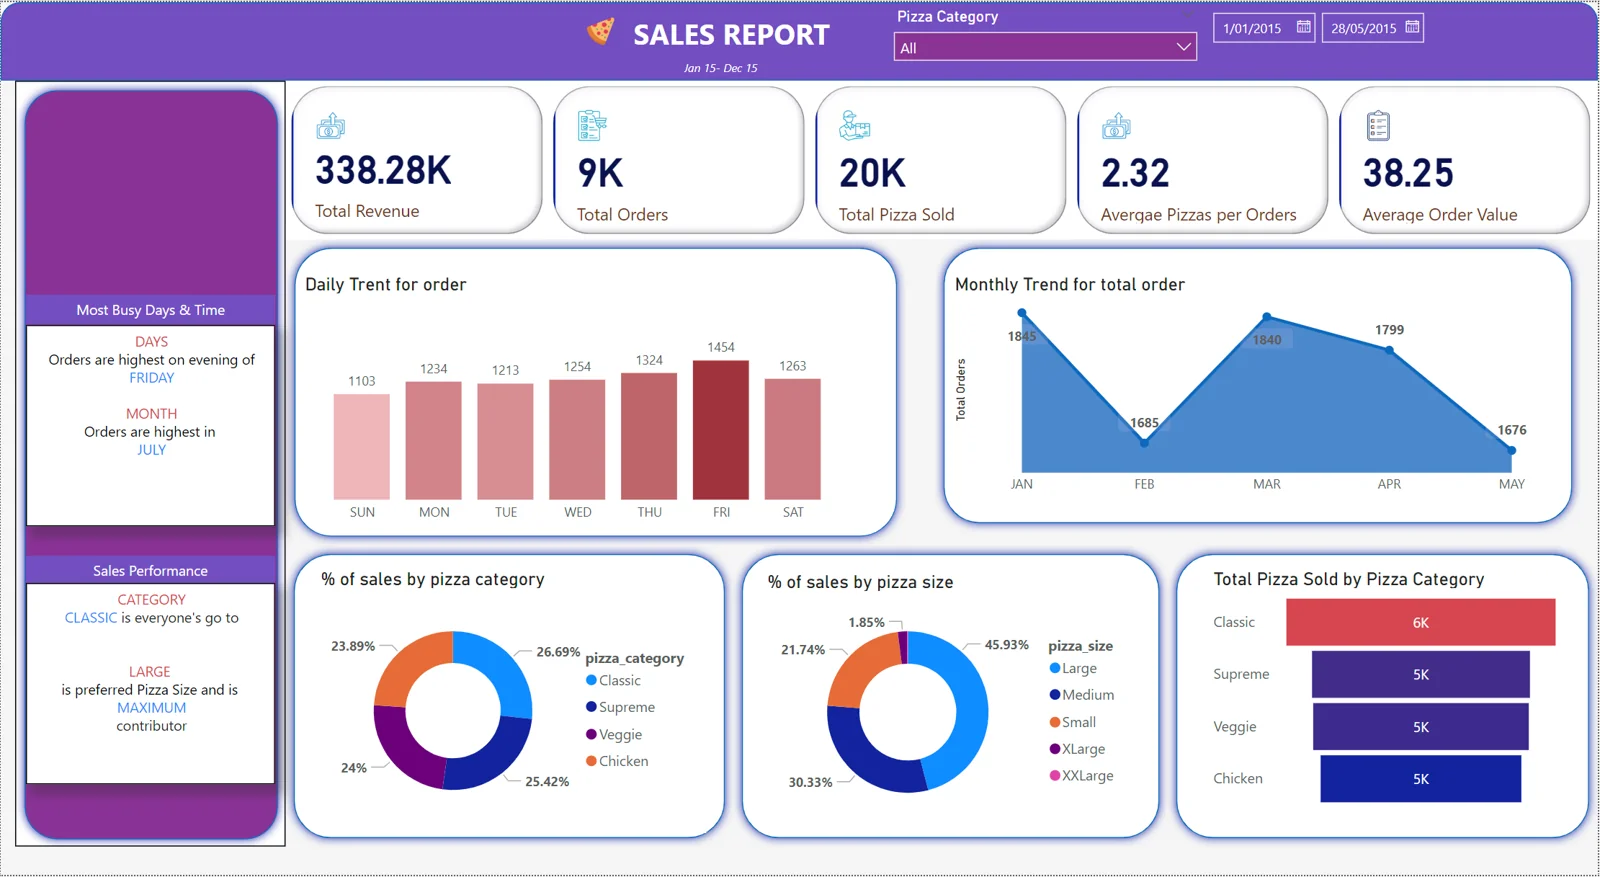 SALES REPORT
Jan 15- Dec 15
Pizza Category
All
1/01/2015
28/05/2015
338.28K
Total Revenue
9K
Total Orders
20K
Total Pizza Sold
2.32
Average Pizzas per Orders
38.25
Average Order Value
Most Busy Days & Time
DAYS
Orders are highest on evening of
FRIDAY
MONTH
Orders are highest in
JULY
Sales Performance
CATEGORY
CLASSIC is everyone's go to
LARGE
is preferred Pizza Size and is
MAXIMUM
contributor
Daily Trent for order
1103
1234
1213
1254
1324
1454
1263
SUN
MON
TUE
WED
THU
FRI
SAT
Monthly Trend for total order
Total Orders
1845
1685
1840
1799
1676
JAN
FEB
MAR
APR
MAY
% of sales by pizza category
23.89%
26.69%
24%
25.42%
pizza_category
Classic
Supreme
Veggie
Chicken
% of sales by pizza size
1.85%
21.74%
45.93%
30.33%
pizza_size
Large
Medium
Small
XLarge
XXLarge
Total Pizza Sold by Pizza Category
Classic 6K
Supreme 5K
Veggie 5K
Chicken 5K